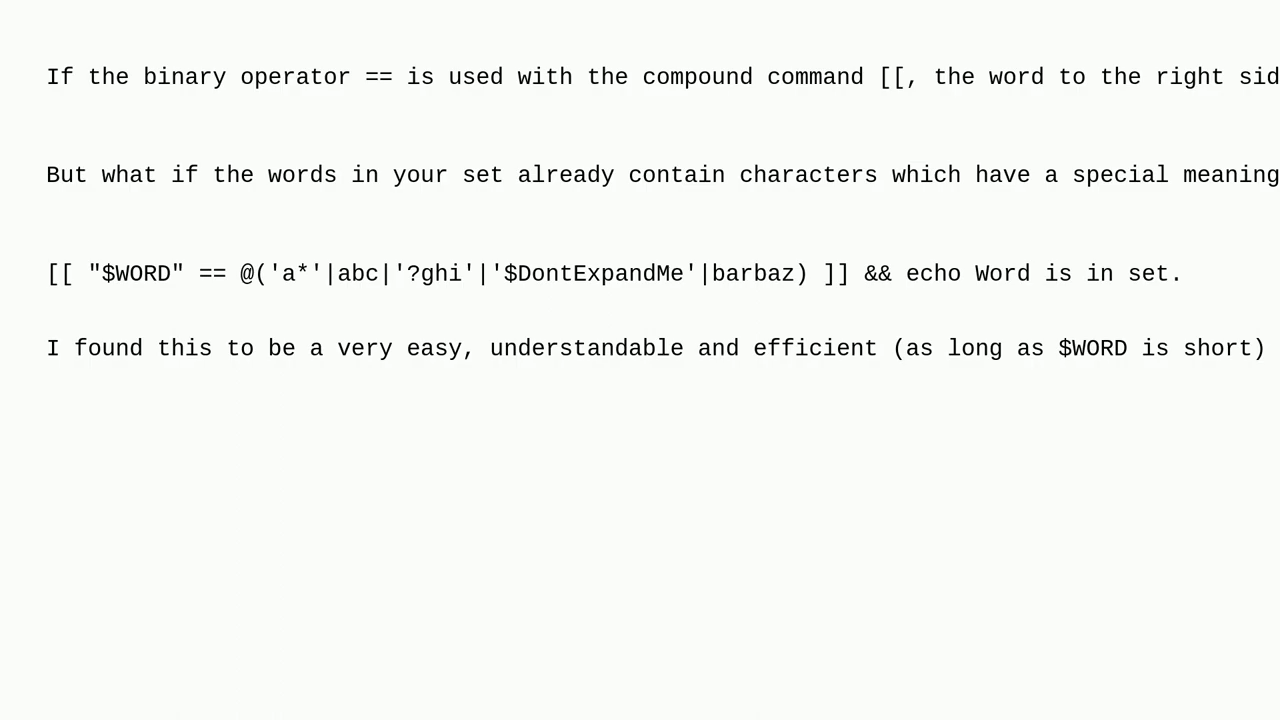 If the binary operator == is used with the compound command [[, the word to the right
But what if the words in your set already contain characters which have a special meaning
[[ "$WORD" == @('a*'|abc|'?ghi'|'$DontExpandMe'|barbaz) ]] && echo Word is in set.
I found this to be a very easy, understandable and efficient (as long as $WORD is short)